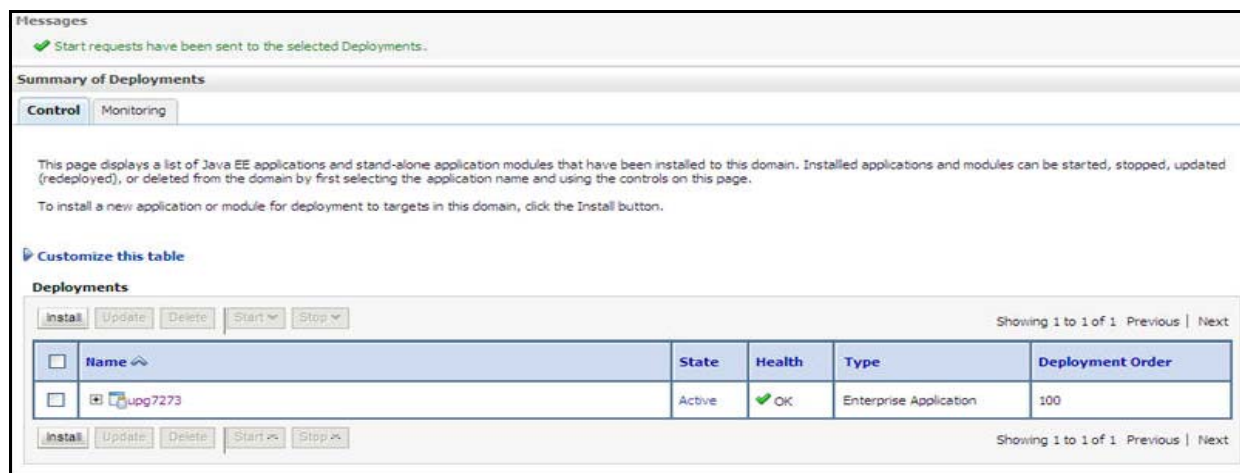 Messages
Start requests have been sent to the selected Deployments.
Summary of Deployments
Control Monitoring
This page displays a list of Java EE applications and stand-alone application modules that have been installed to this domain. Installed applications and modules can be started, stopped, updated
(redeployed), or deleted from the domain by first selecting the application name and using the controls on this page.
To install a new application or module for deployment to targets in this domain, click the Install button.
Customize this table
Deployments
Install Update Delete Start Stop Showing 1 to 1 of 1 Previous | Next
Name State Health Type Deployment Order
upg7273 Active OK Enterprise Application 100
Install Update Delete Start Stop Showing 1 to 1 of 1 Previous | Next